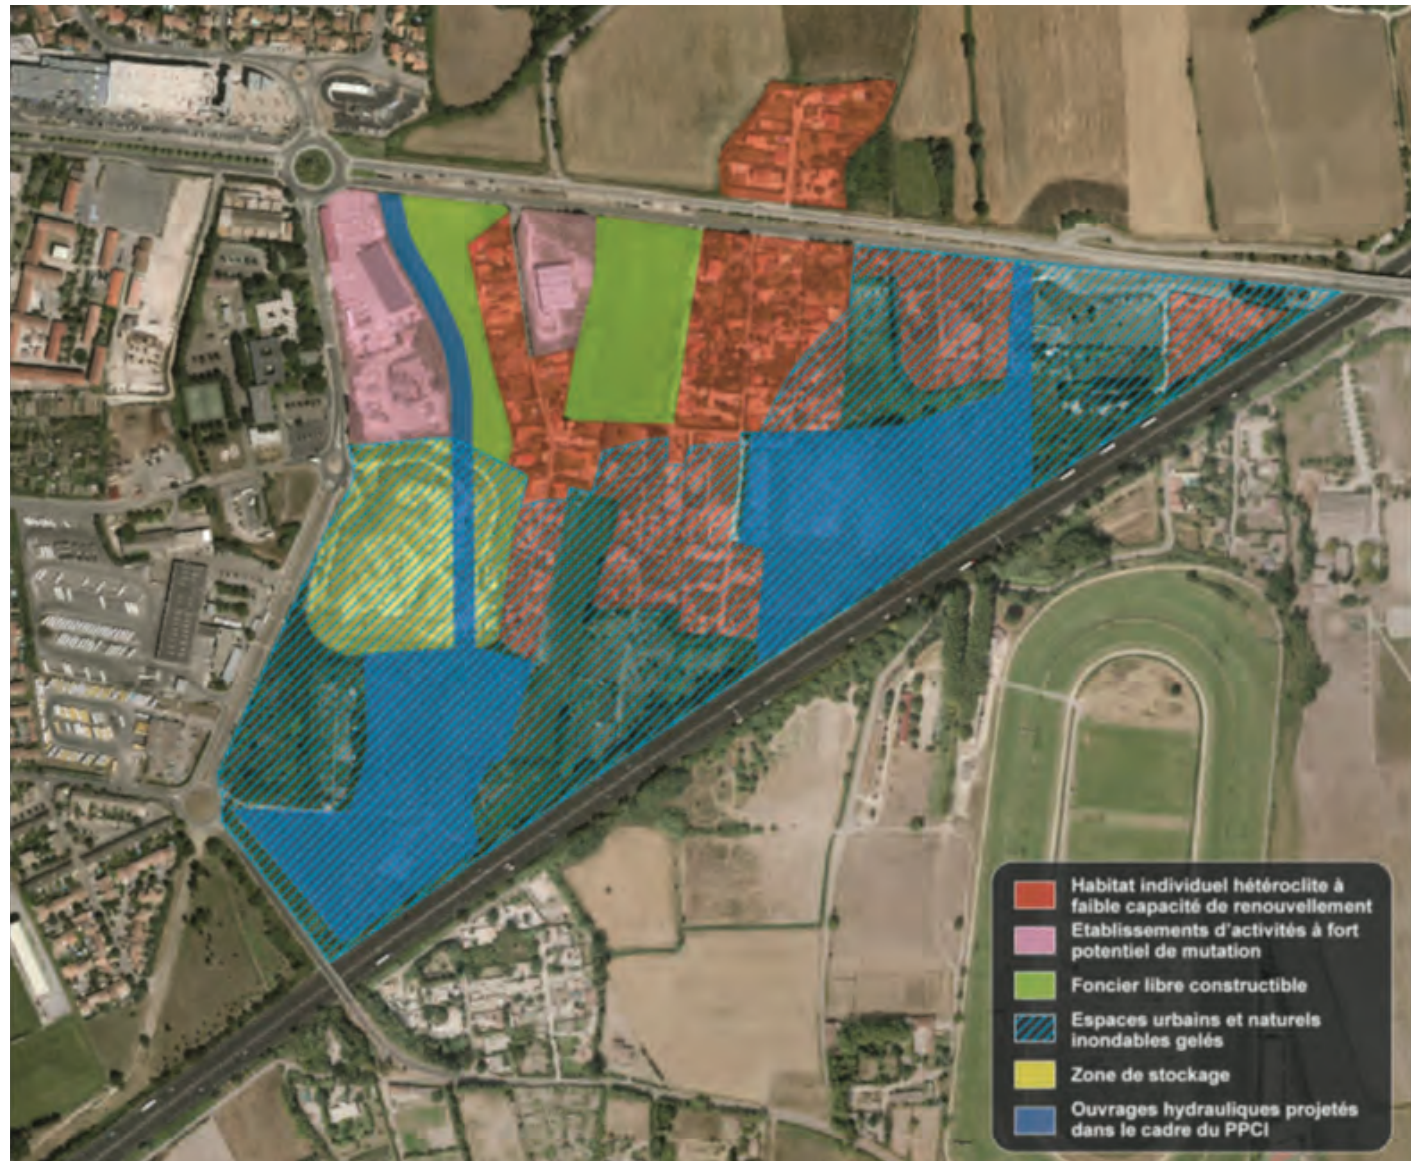 Habitat individuel hétéroclite à
faible capacité de renouvellement
Etablissements d'activités à fort
potentiel de mutation
Foncier libre constructible
Espaces urbains et naturels
inondables gelés
Zone de stockage
Ouvrages hydrauliques projetés
dans le cadre du PPCI